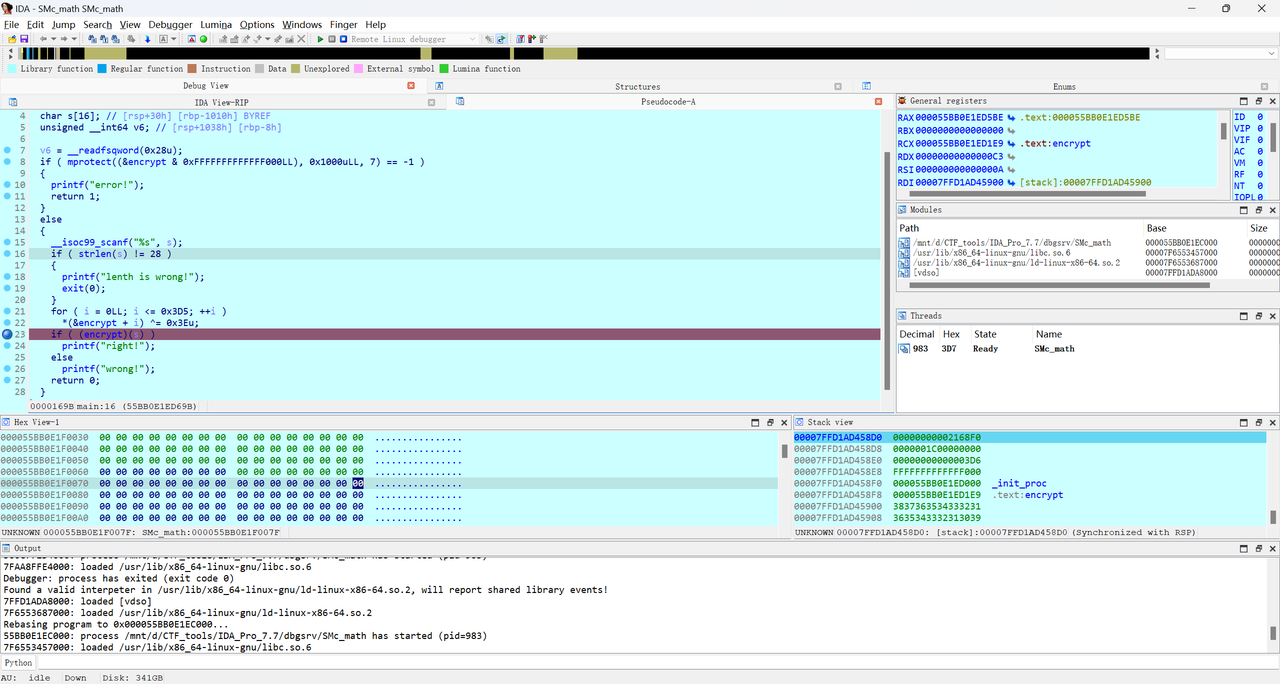 IDA - SMc_math SMc_math
File Edit Jump Search View Debugger Lumina Options Windows Finger Help
Remote Linux debugger
Library function Regular function Instruction Data Unexplored External symbol Lumina function
Debug View Structures Enums
IDA View-RIP Pseudocode-A
4 char s[16]; // [rsp+30h] [rbp-1010h] BYREF
5 unsigned __int64 v6; // [rsp+1038h] [rbp-8h]
6
7 v6 = __readfsqword(0x28u);
8 if ( mprotect((&encrypt & 0xFFFFFFFFFFFFF000LL), 0x1000uLL, 7) == -1 )
9 {
10 printf("error!");
11 return 1;
12 }
13 else
14 {
15 __isoc99_scanf("%s", s);
16 if ( strlen(s) != 28 )
17 {
18 printf("lenth is wrong!");
19 exit(0);
20 }
21 for ( i = 0LL; i <= 0x3D5; ++i )
22 *(&encrypt + i) ^= 0x3Eu;
23 if ( (encrypt)(s) )
24 printf("right!");
25 else
26 printf("wrong!");
27 return 0;
28 }
0000169B main:16 (55BB0E1ED69B)
General registers
RAX 000055BB0E1ED5BE .text:000055BB0E1ED5BE
RBX 0000000000000000
RCX 000055BB0E1ED1E9 .text:encrypt
RDX 00000000000000C3
RSI 000000000000000A
RDI 00007FFD1AD45900 [stack]:00007FFD1AD45900
ID 0
VIP 0
VIF 0
AC 0
VM 0
RF 0
NT 0
IOPL 0
Modules
Path Base Size
/mnt/d/CTF_tools/IDA_Pro_7.7/dbgsrv/SMc_math 000055BB0E1EC000 0000000
/usr/lib/x86_64-linux-gnu/libc.so.6 00007F6553457000 0000000
/usr/lib/x86_64-linux-gnu/ld-linux-x86-64.so.2 00007F6553687000 0000000
[vdso] 00007FFD1ADA8000 0000000
Threads
Decimal Hex State Name
983 3D7 Ready SMc_math
Hex View-1
000055BB0E1F0030 00 00 00 00 00 00 00 00 00 00 00 00 00 00 00 00 ................
000055BB0E1F0040 00 00 00 00 00 00 00 00 00 00 00 00 00 00 00 00 ................
000055BB0E1F0050 00 00 00 00 00 00 00 00 00 00 00 00 00 00 00 00 ................
000055BB0E1F0060 00 00 00 00 00 00 00 00 00 00 00 00 00 00 00 00 ................
000055BB0E1F0070 00 00 00 00 00 00 00 00 00 00 00 00 00 00 00 00 ................
000055BB0E1F0080 00 00 00 00 00 00 00 00 00 00 00 00 00 00 00 00 ................
000055BB0E1F0090 00 00 00 00 00 00 00 00 00 00 00 00 00 00 00 00 ................
000055BB0E1F00A0 00 00 00 00 00 00 00 00 00 00 00 00 00 00 00 00 ................
UNKNOWN 000055BB0E1F007F: SMc_math:000055BB0E1F007F
Stack view
00007FFD1AD458D0 00000000002168F0
00007FFD1AD458D8 0000001C00000000
00007FFD1AD458E0 00000000000003D6
00007FFD1AD458E8 FFFFFFFFFFFFF000
00007FFD1AD458F0 000055BB0E1ED000 _init_proc
00007FFD1AD458F8 000055BB0E1ED1E9 .text:encrypt
00007FFD1AD45900 3837363534333231
00007FFD1AD45908 3635343332313039
UNKNOWN 00007FFD1AD458D0: [stack]:00007FFD1AD458D0 (Synchronized with RSP)
Output
7FAA8FFE4000: loaded /usr/lib/x86_64-linux-gnu/libc.so.6
Debugger: process has exited (exit code 0)
Found a valid interpeter in /usr/lib/x86_64-linux-gnu/ld-linux-x86-64.so.2, will report shared library events!
7FFD1ADA8000: loaded [vdso]
7F6553687000: loaded /usr/lib/x86_64-linux-gnu/ld-linux-x86-64.so.2
Rebasing program to 0x000055BB0E1EC000...
55BB0E1EC000: process /mnt/d/CTF_tools/IDA_Pro_7.7/dbgsrv/SMc_math has started (pid=983)
7F6553457000: loaded /usr/lib/x86_64-linux-gnu/libc.so.6
Python
AU: idle Down Disk: 341GB